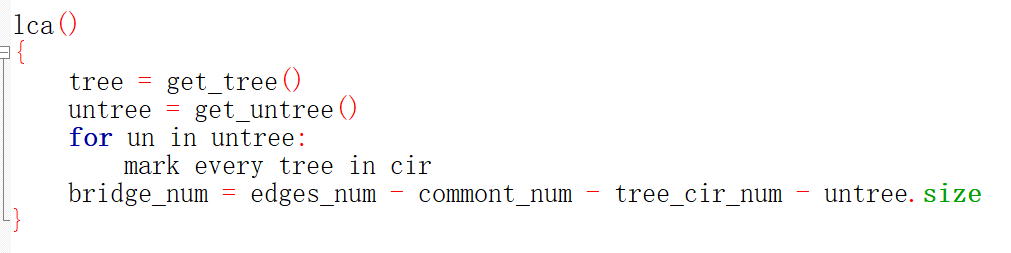 lca()
{
tree = get_tree()
untree = get_untree()
for un in untree:
mark every tree in cir
bridge_num = edges_num - commont_num - tree_cir_num - untree.size
}